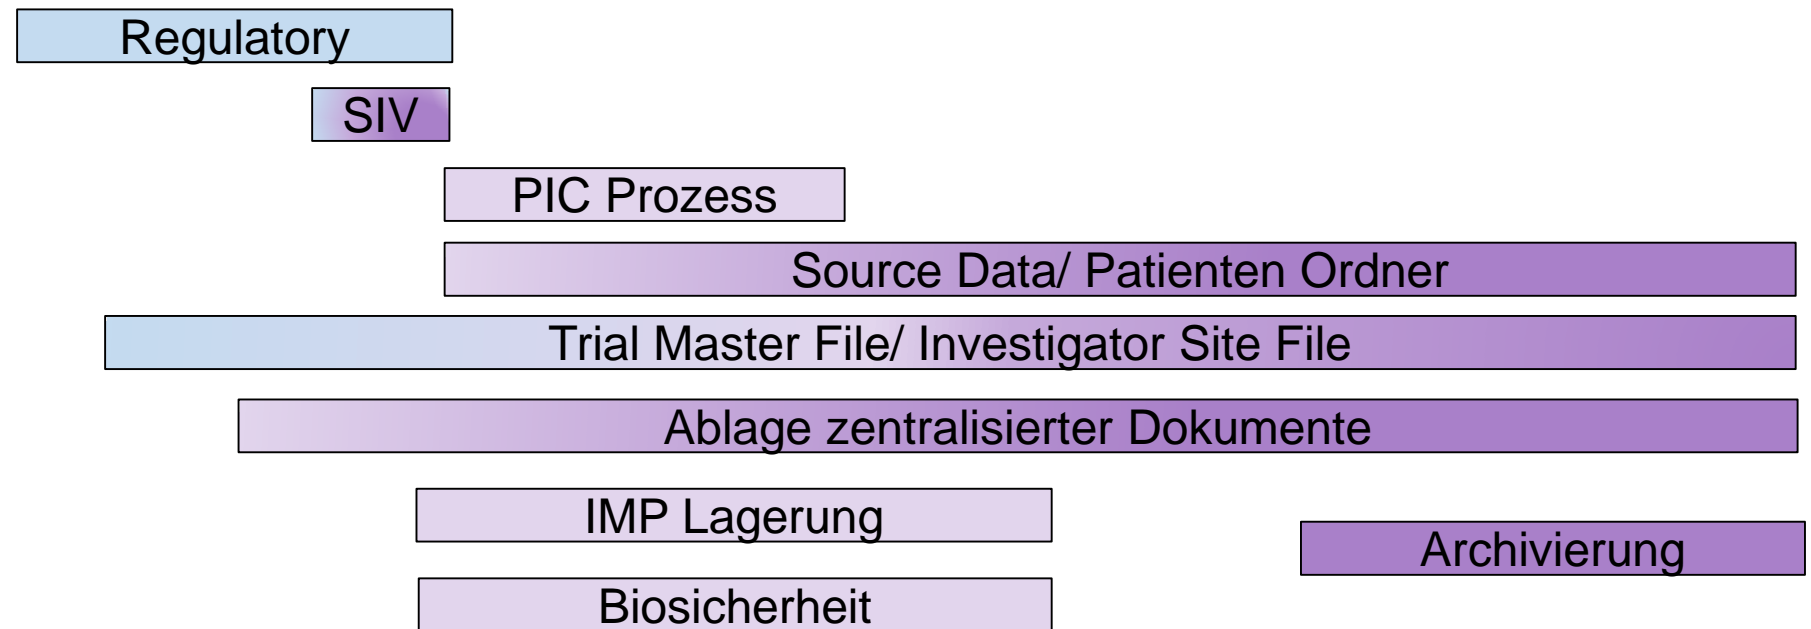 Regulatory
SIV
PIC Prozess
Source Data/ Patienten Ordner
Trial Master File/ Investigator Site File
Ablage zentralisierter Dokumente
IMP Lagerung
Archivierung
Biosicherheit